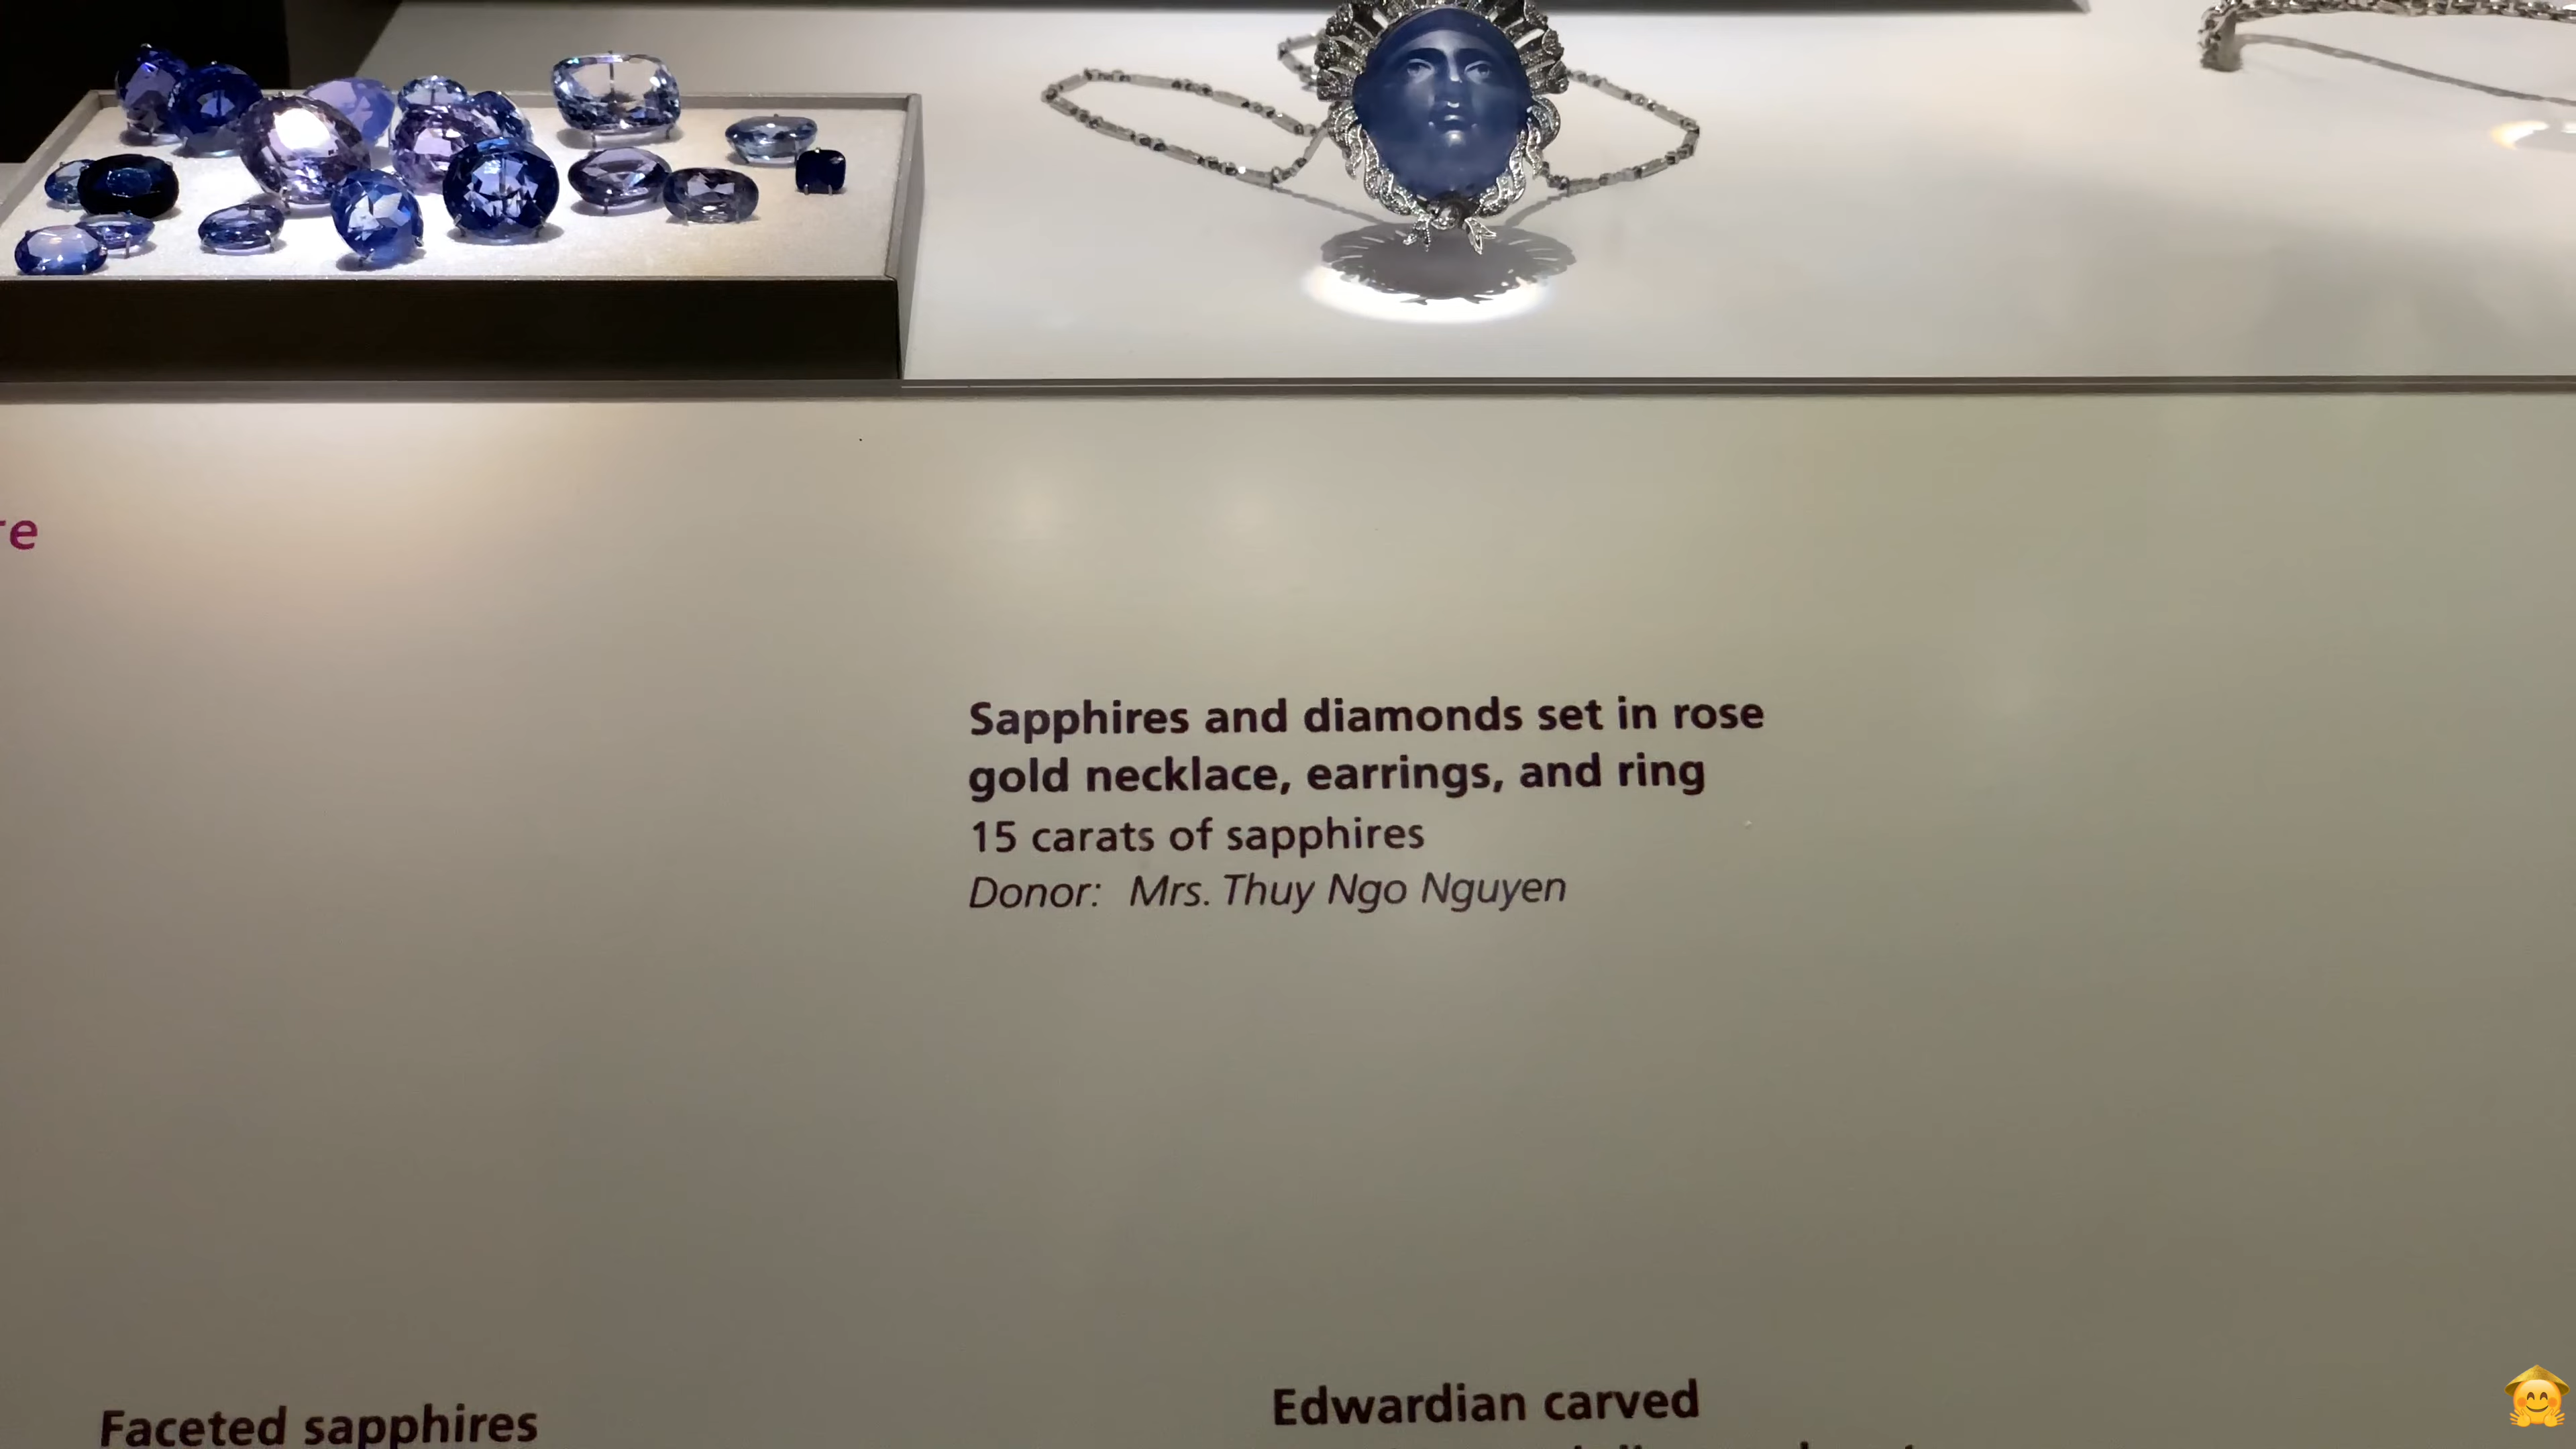 re
Sapphires and diamonds set in rose
gold necklace, earrings, and ring
15 carats of sapphires
Donor: Mrs. Thuy Ngo Nguyen
Edwardian carved
Faceted sapphires